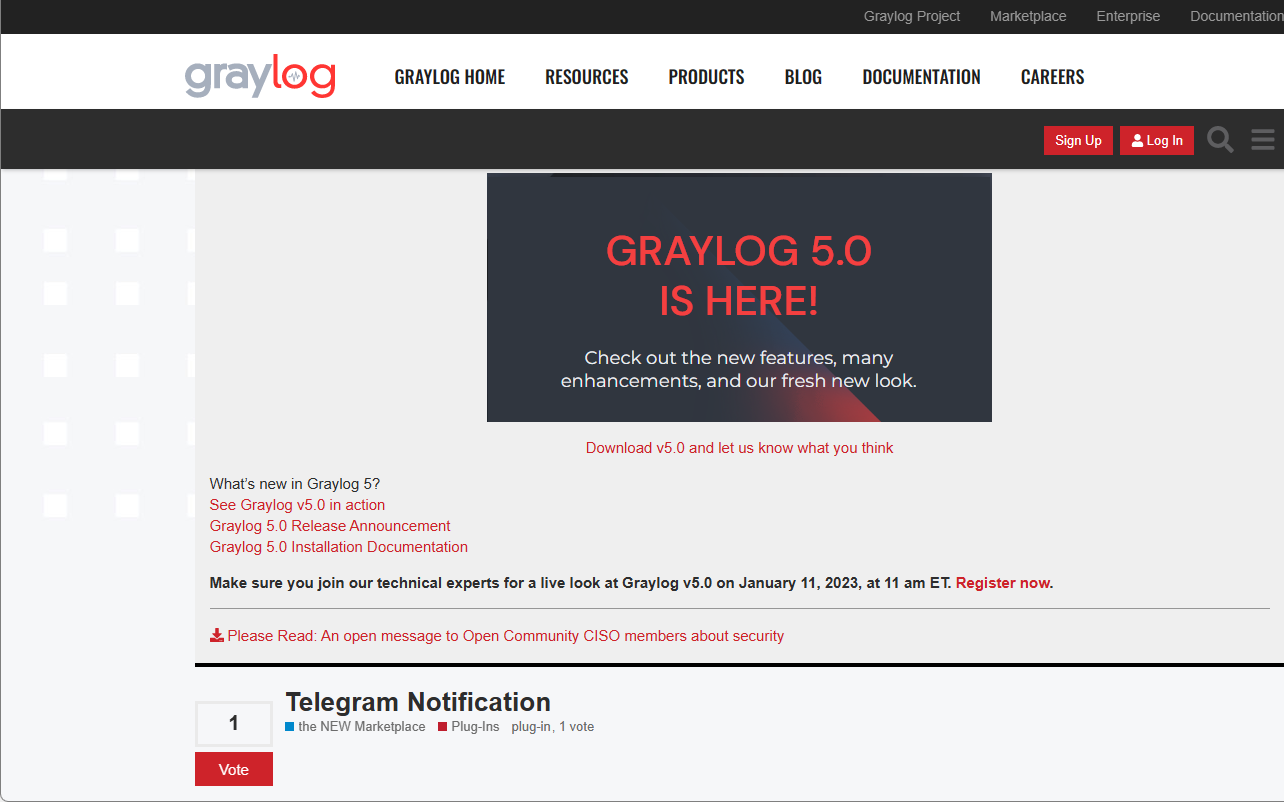 Graylog Project Marketplace Enterprise Documentation
graylog GRAYLOG HOME RESOURCES PRODUCTS BLOG DOCUMENTATION CAREERS
Sign Up Log In
GRAYLOG 5.0
IS HERE!
Check out the new features, many
enhancements, and our fresh new look.
Download v5.0 and let us know what you think
What’s new in Graylog 5?
See Graylog v5.0 in action
Graylog 5.0 Release Announcement
Graylog 5.0 Installation Documentation
Make sure you join our technical experts for a live look at Graylog v5.0 on January 11, 2023, at 11 am ET. Register now.
Please Read: An open message to Open Community CISO members about security
1
Vote
Telegram Notification
the NEW Marketplace Plug-Ins plug-in, 1 vote